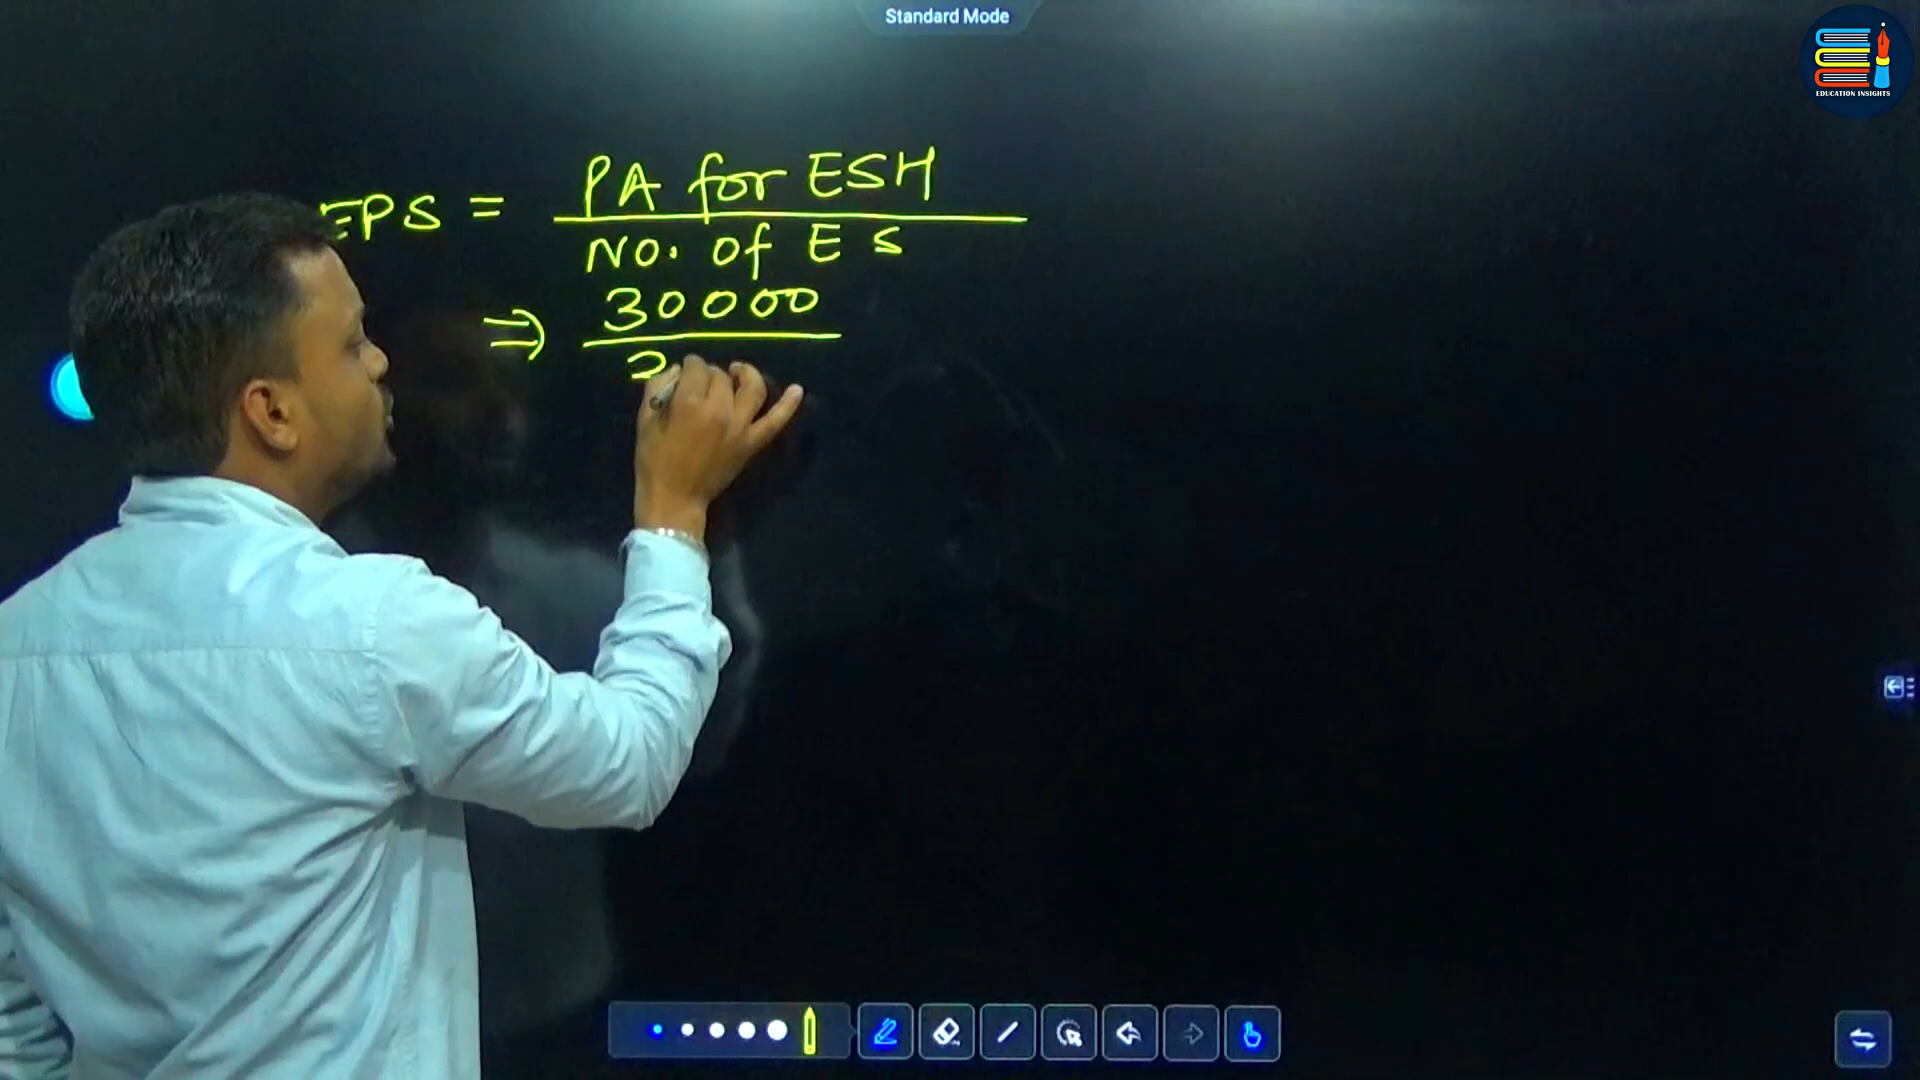 Standard Mode
EDUCATION INSIGHTS
EPS = PA for ESH
NO. of E S
⇒ 30000